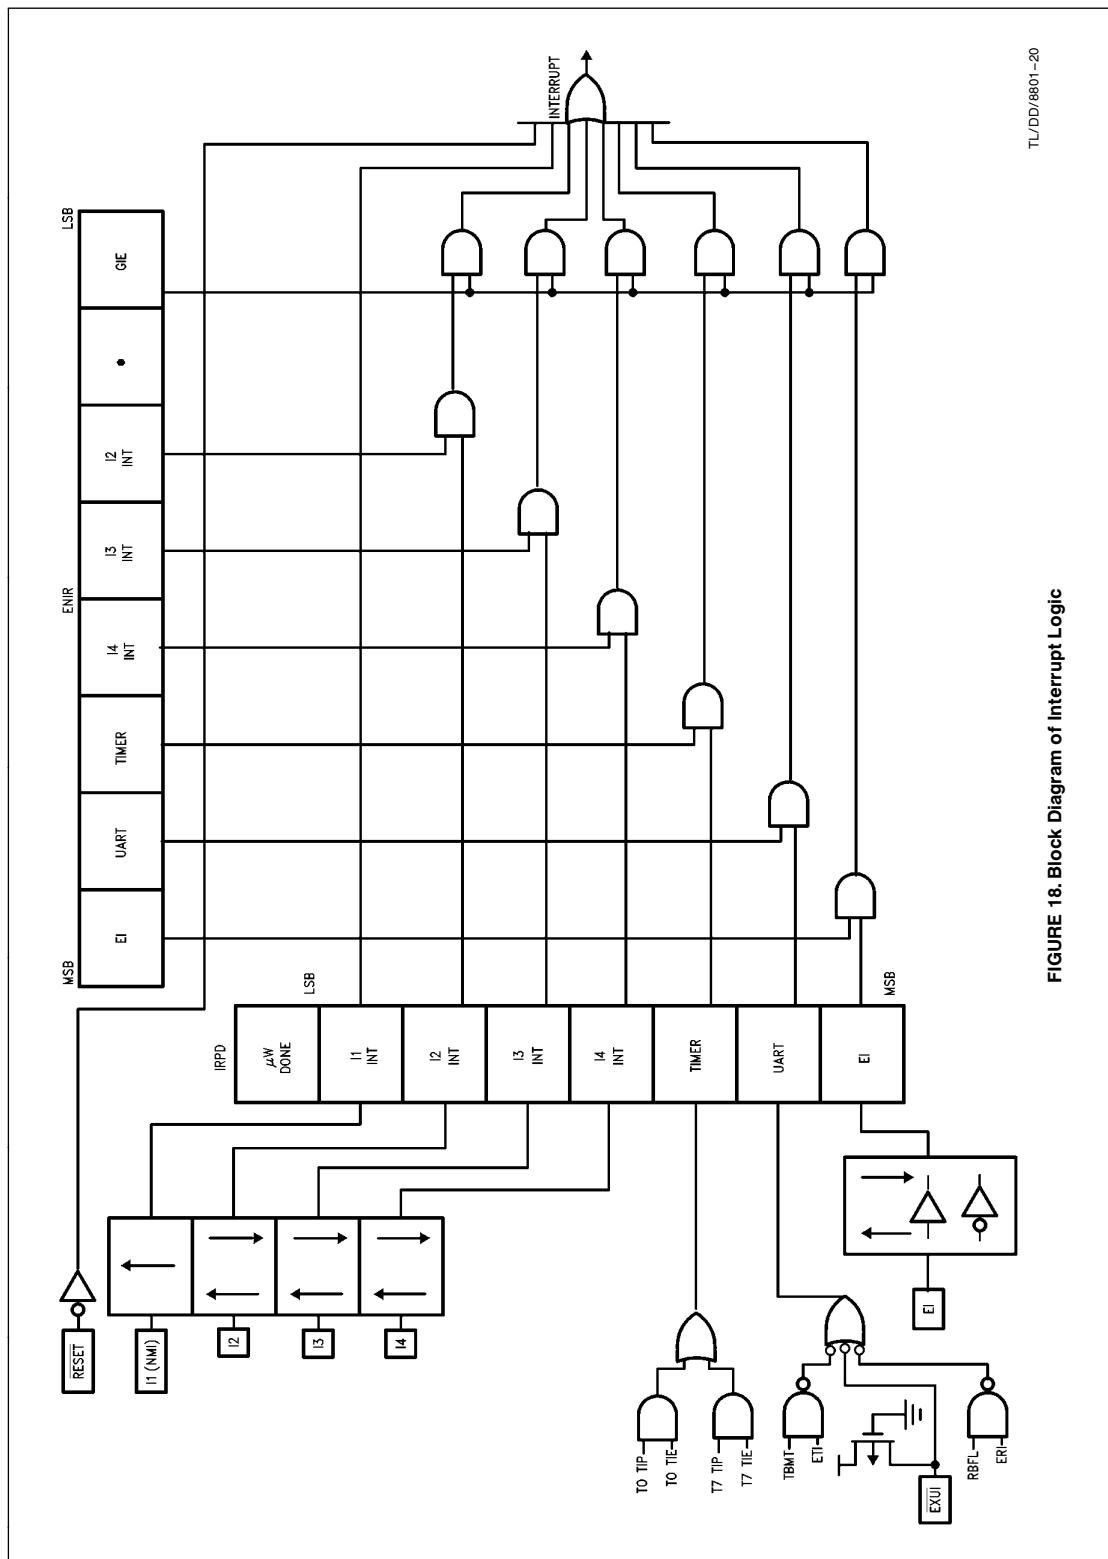 RESET
I1 (NMI)
I2
I3
I4
T0 TIP
T0 TIE
T7 TIP
T7 TIE
TBMT
ETI
EXUI
RBFL
ERI
EI
IRPD
μW
DONE
I1
INT
I2
INT
I3
INT
I4
INT
TIMER
UART
EI
LSB
MSB
MSB
ENIR
LSB
EI
UART
TIMER
I4
INT
I3
INT
I2
INT
•
GIE
INTERRUPT
TL/DD/8801–20
FIGURE 18. Block Diagram of Interrupt Logic